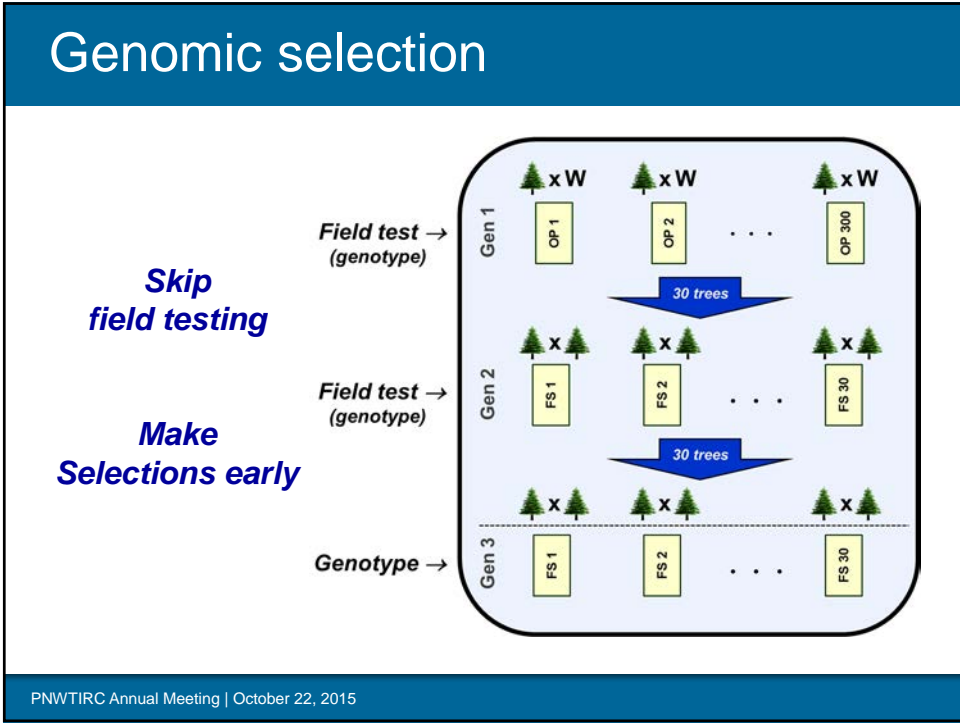 Genomic selection
Skip
field testing
Make
Selections early
Field test →
(genotype)
Gen 1
x W
x W
x W
OP 1
OP 2
. . .
OP 300
30 trees
Field test →
(genotype)
Gen 2
x
x
x
FS 1
FS 2
. . .
FS 30
30 trees
x
x
x
Genotype →
Gen 3
FS 1
FS 2
. . .
FS 30
PNWTIRC Annual Meeting | October 22, 2015